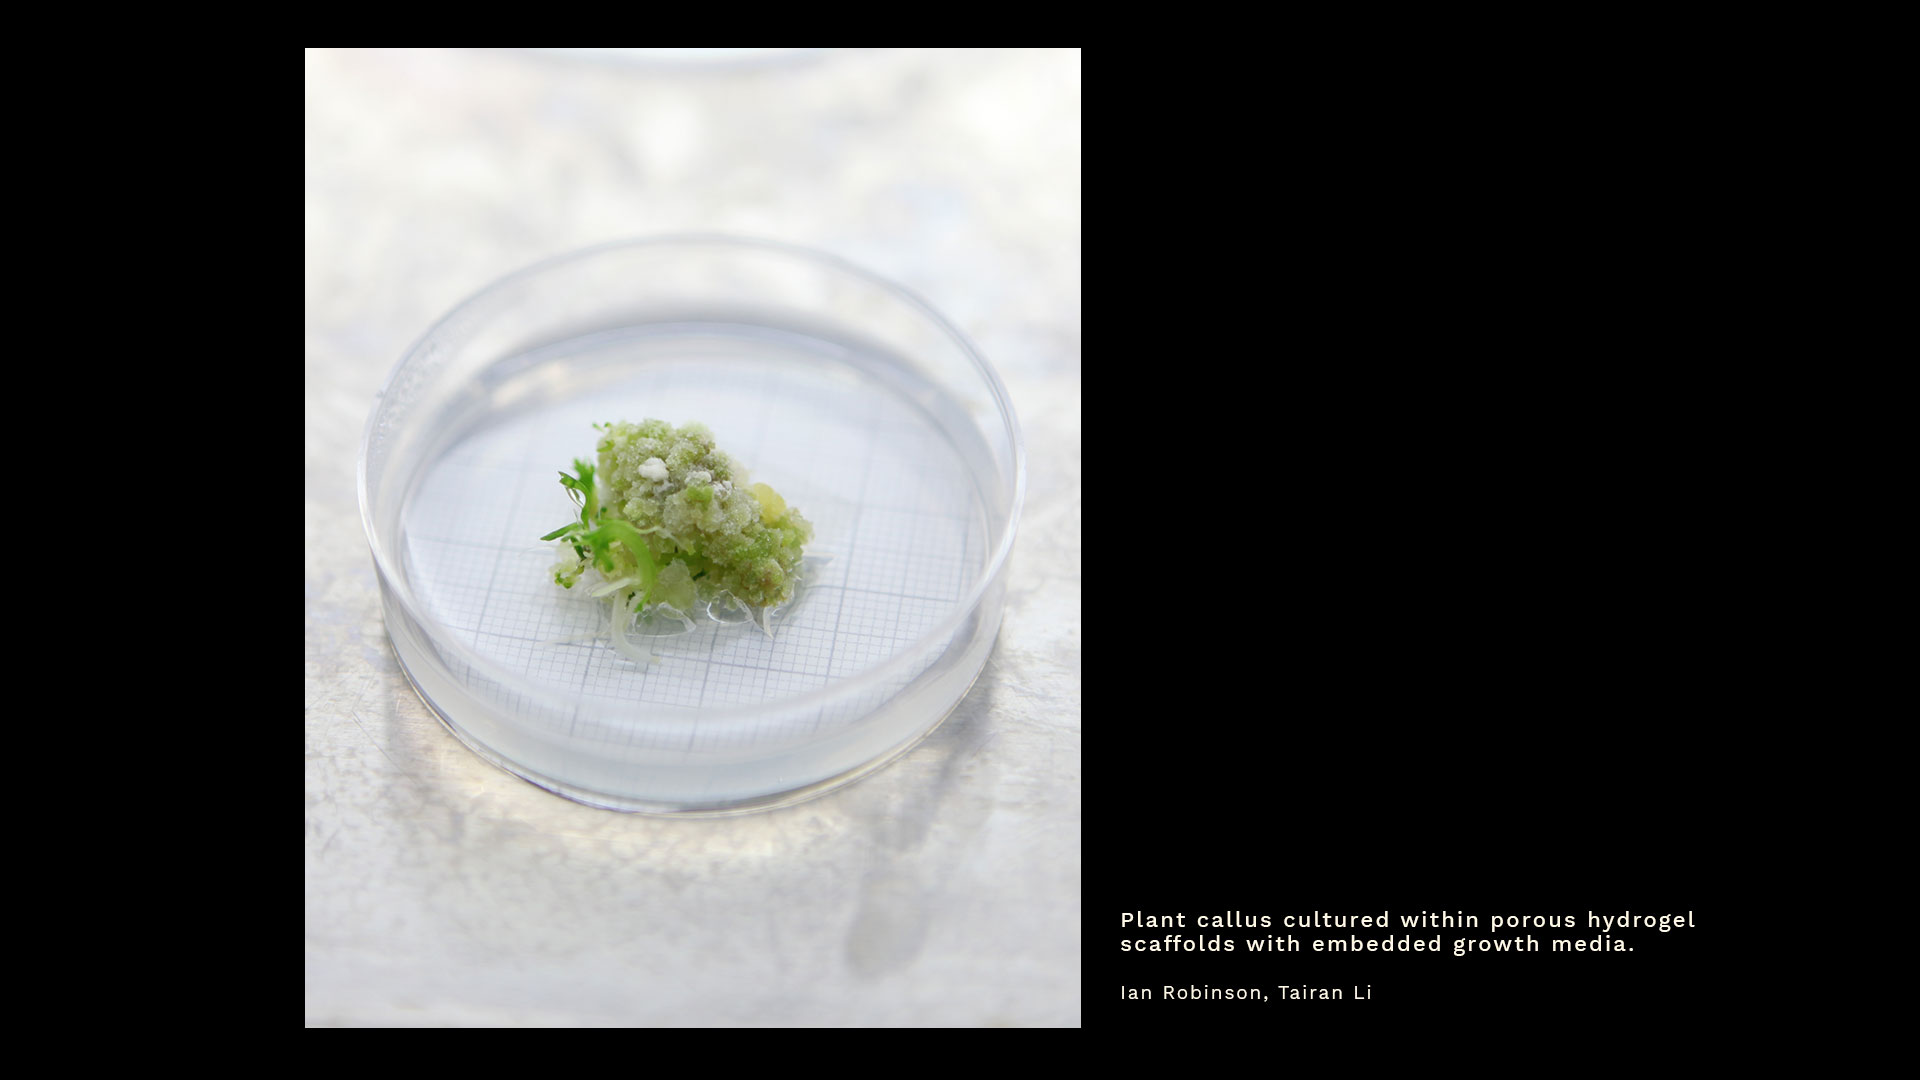 Plant callus cultured within porous hydrogel
scaffolds with embedded growth media.
Ian Robinson, Tairan Li